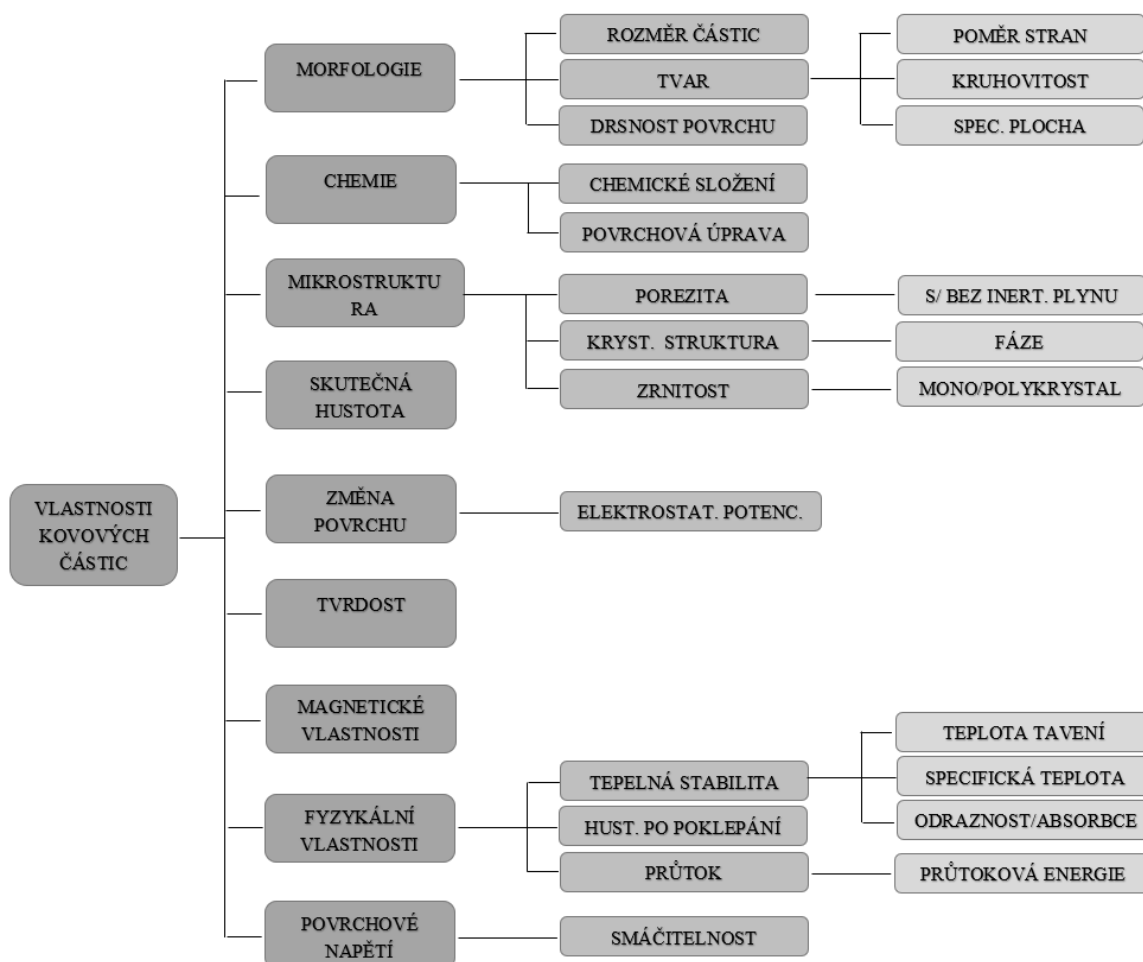 ROZMĚR ČÁSTIC
POMĚR STRAN
MORFOLOGIE
TVAR
KRUHOVITOST
DRSNOST POVRCHU
SPEC. PLOCHA
CHEMIE
CHEMICKÉ SLOŽENÍ
POVRCHOVÁ ÚPRAVA
MIKROSTRUKTU
RA
POREZITA
S/ BEZ INERT. PLYNU
KRYST. STRUKTURA
FÁZE
ZRNITOST
MONO/POLYKRYSTAL
SKUTEČNÁ
HUSTOTA
VLASTNOSTI
KOVOVÝCH
ČÁSTIC
ZMĚNA
POVRCHU
ELEKTROSTAT. POTENC.
TVRDOST
MAGNETICKÉ
VLASTNOSTI
TEPLOTA TAVENÍ
TEPELNÁ STABILITA
SPECIFICKÁ TEPLOTA
FYZYKÁLNÍ
VLASTNOSTI
HUST. PO POKLEPÁNÍ
ODRAZNOST/ABSORBCE
PRŮTOK
PRŮTOKOVÁ ENERGIE
POVRCHOVÉ
NAPĚTÍ
SMÁČITELNOST